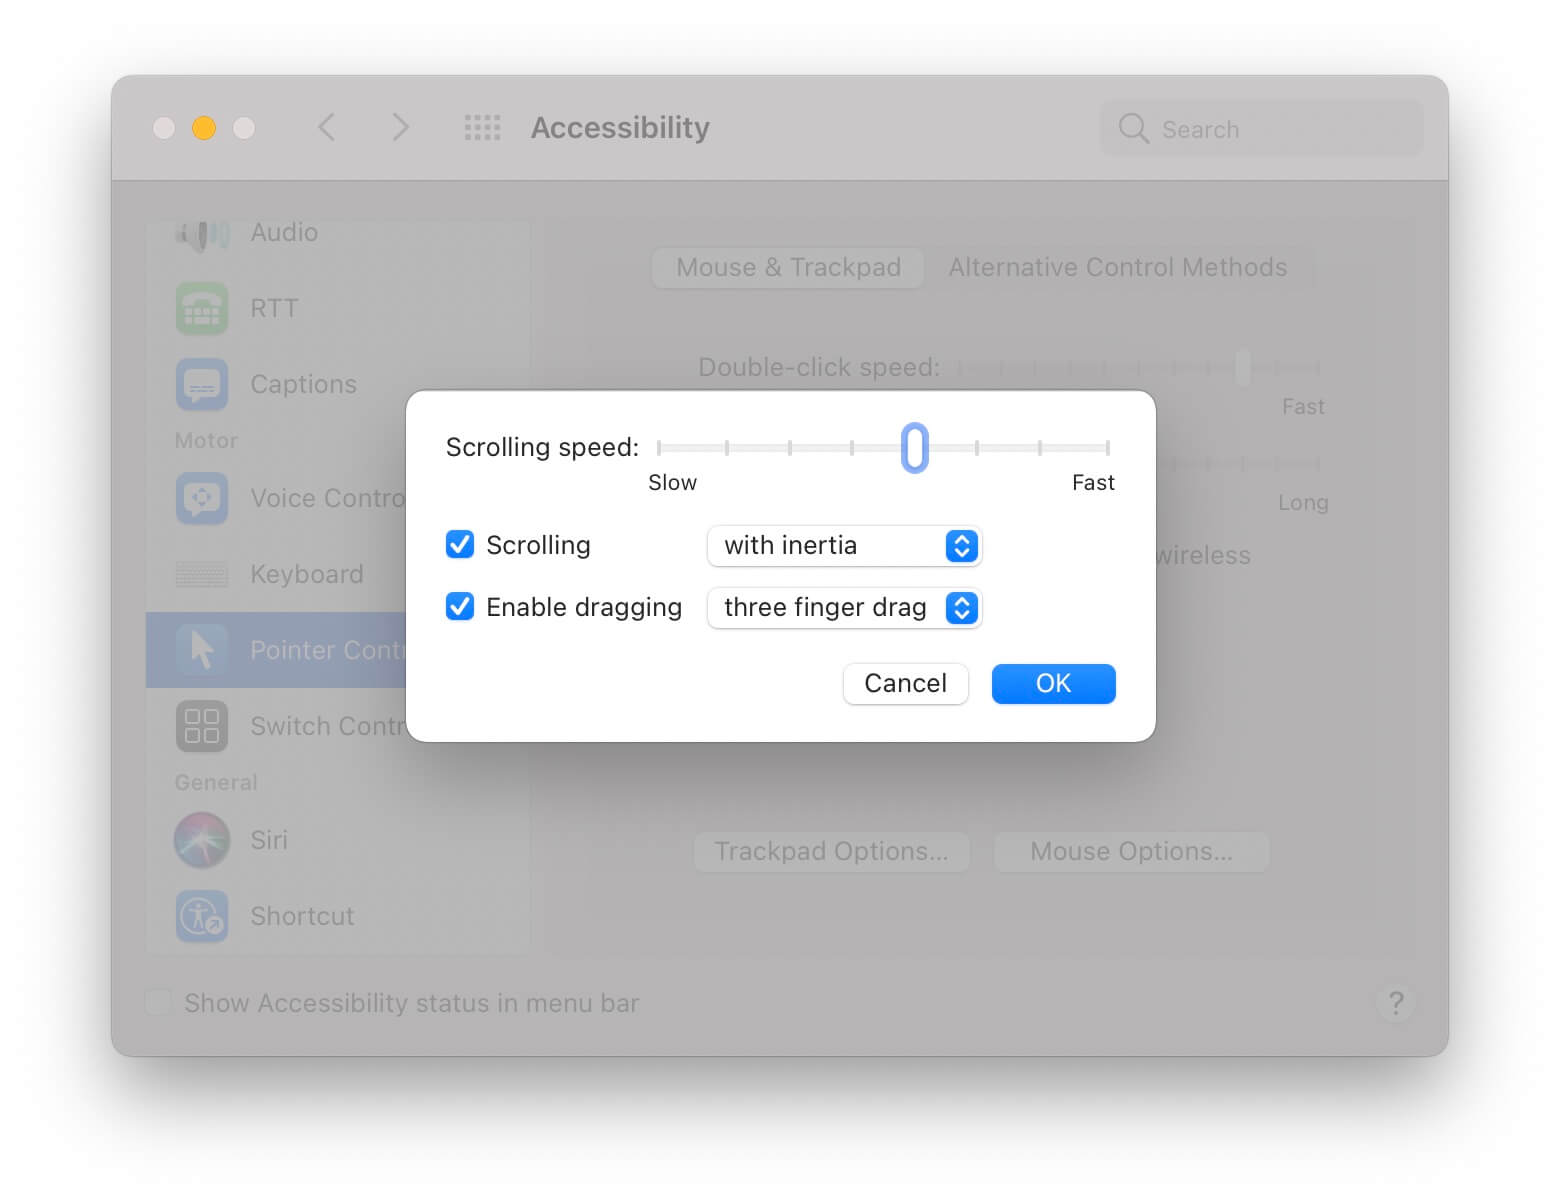 Accessibility
Search
Audio
RTT
Captions
Motor
Voice Contro
Keyboard
Pointer Cont
Switch Contr
General
Siri
Shortcut
Mouse & Trackpad
Alternative Control Methods
Double-click speed:
Fast
Long
wireless
Scrolling speed:
Slow
Fast
Scrolling
with inertia
Enable dragging
three finger drag
Cancel
OK
Trackpad Options...
Mouse Options...
Show Accessibility status in menu bar
?